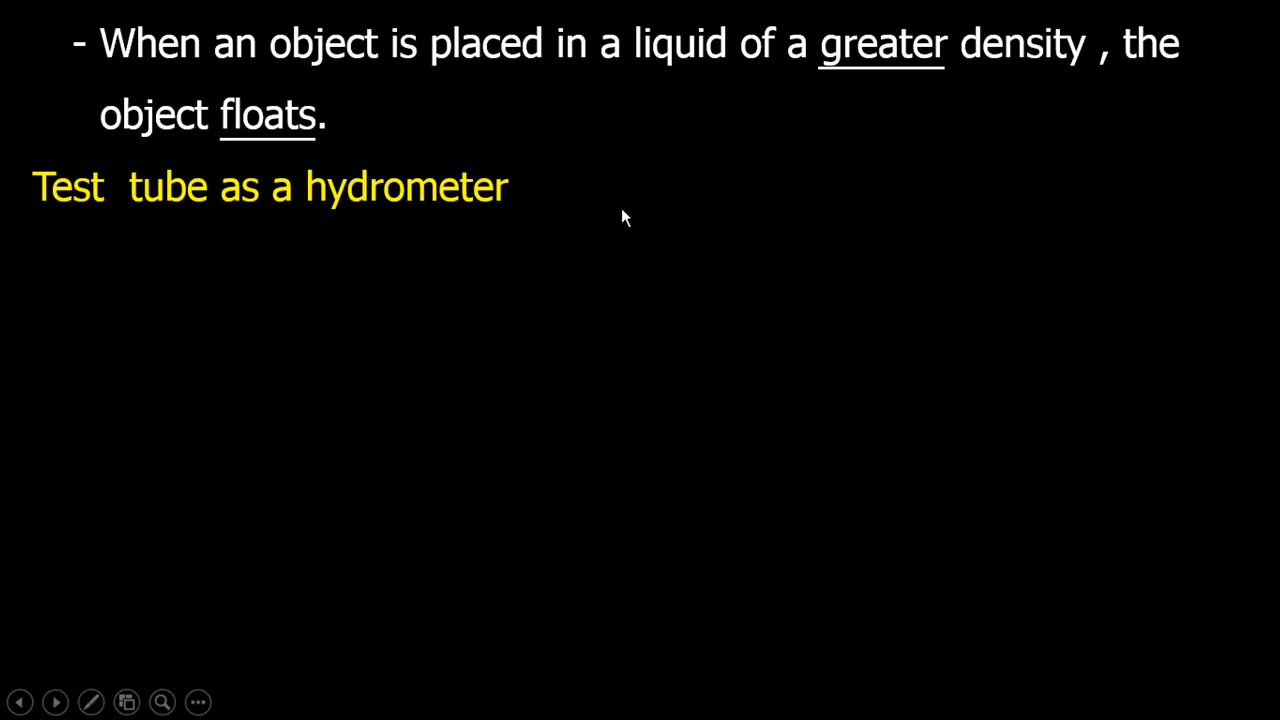 - When an object is placed in a liquid of a greater density , the
object floats.
Test tube as a hydrometer